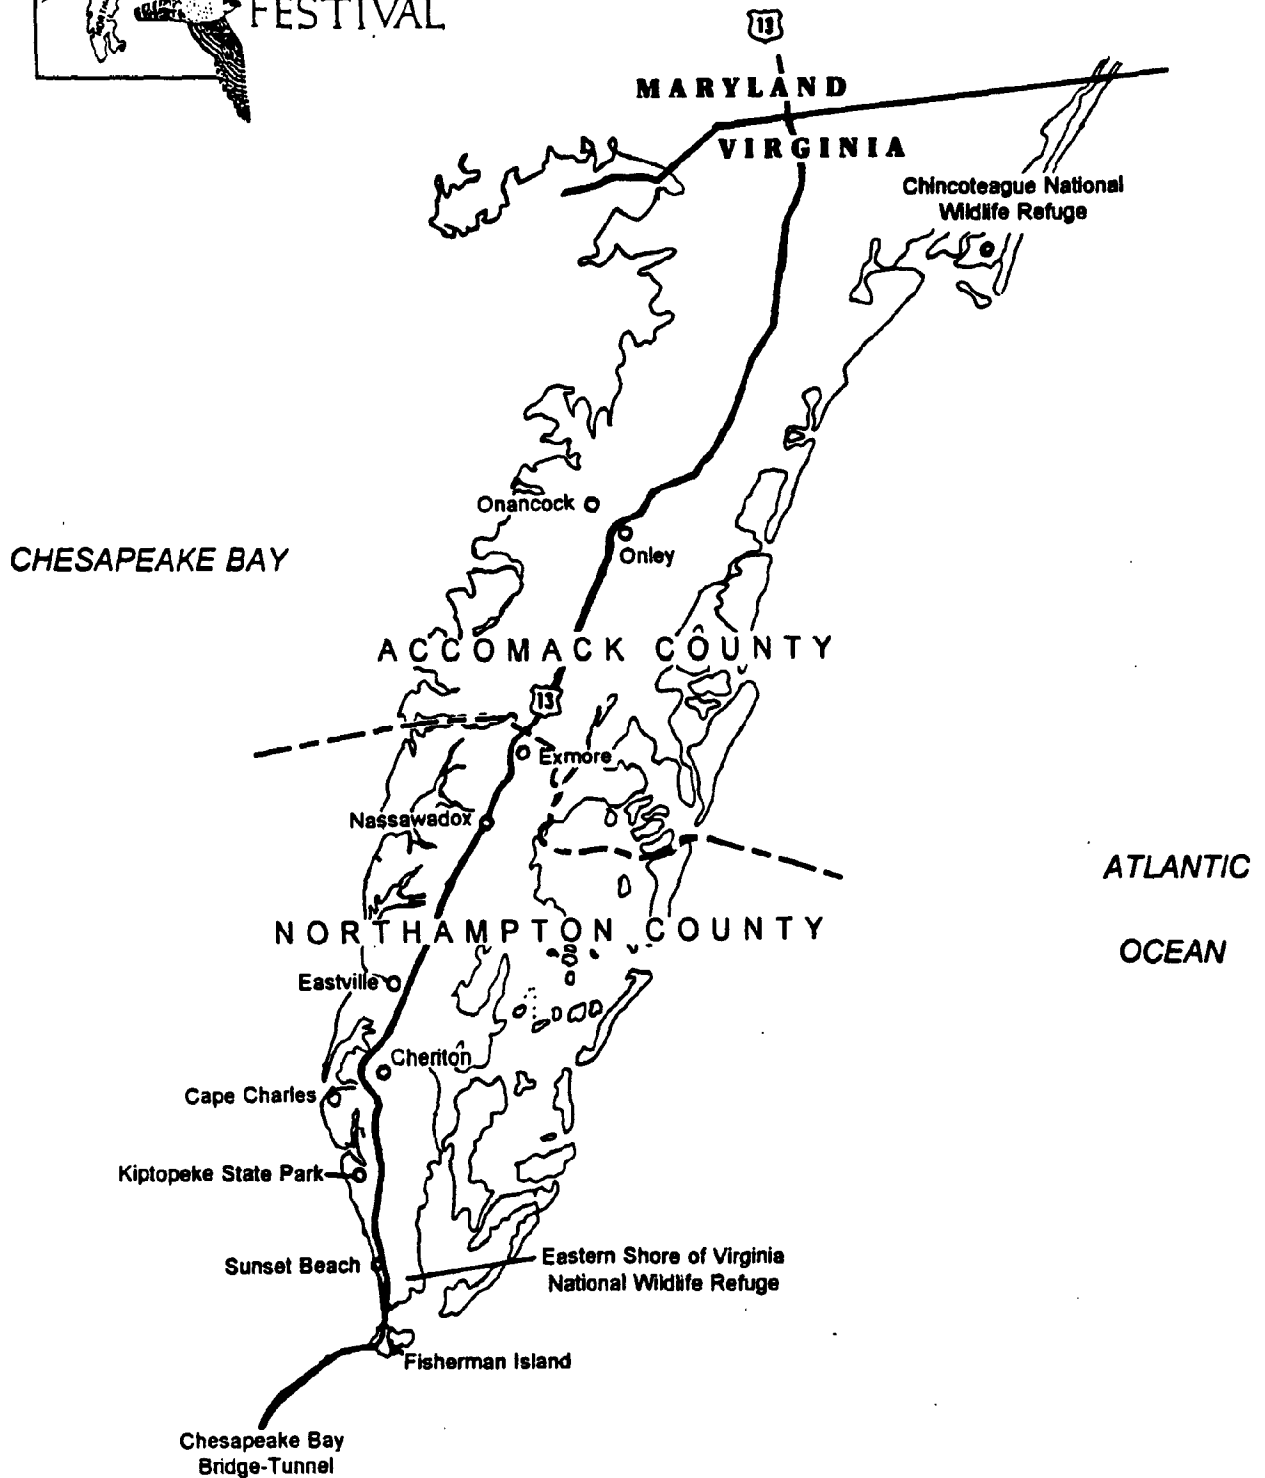 FESTIVAL
13
MARYLAND
VIRGINIA
Chincoteague National
Wildlife Refuge
Onancock
Onley
CHESAPEAKE BAY
ACCOMACK COUNTY
13
Exmore
Nassawadox
ATLANTIC
OCEAN
NORTHAMPTON COUNTY
Eastville
Cheriton
Cape Charles
Kiptopeke State Park
Sunset Beach
Eastern Shore of Virginia
National Wildlife Refuge
Fisherman Island
Chesapeake Bay
Bridge-Tunnel